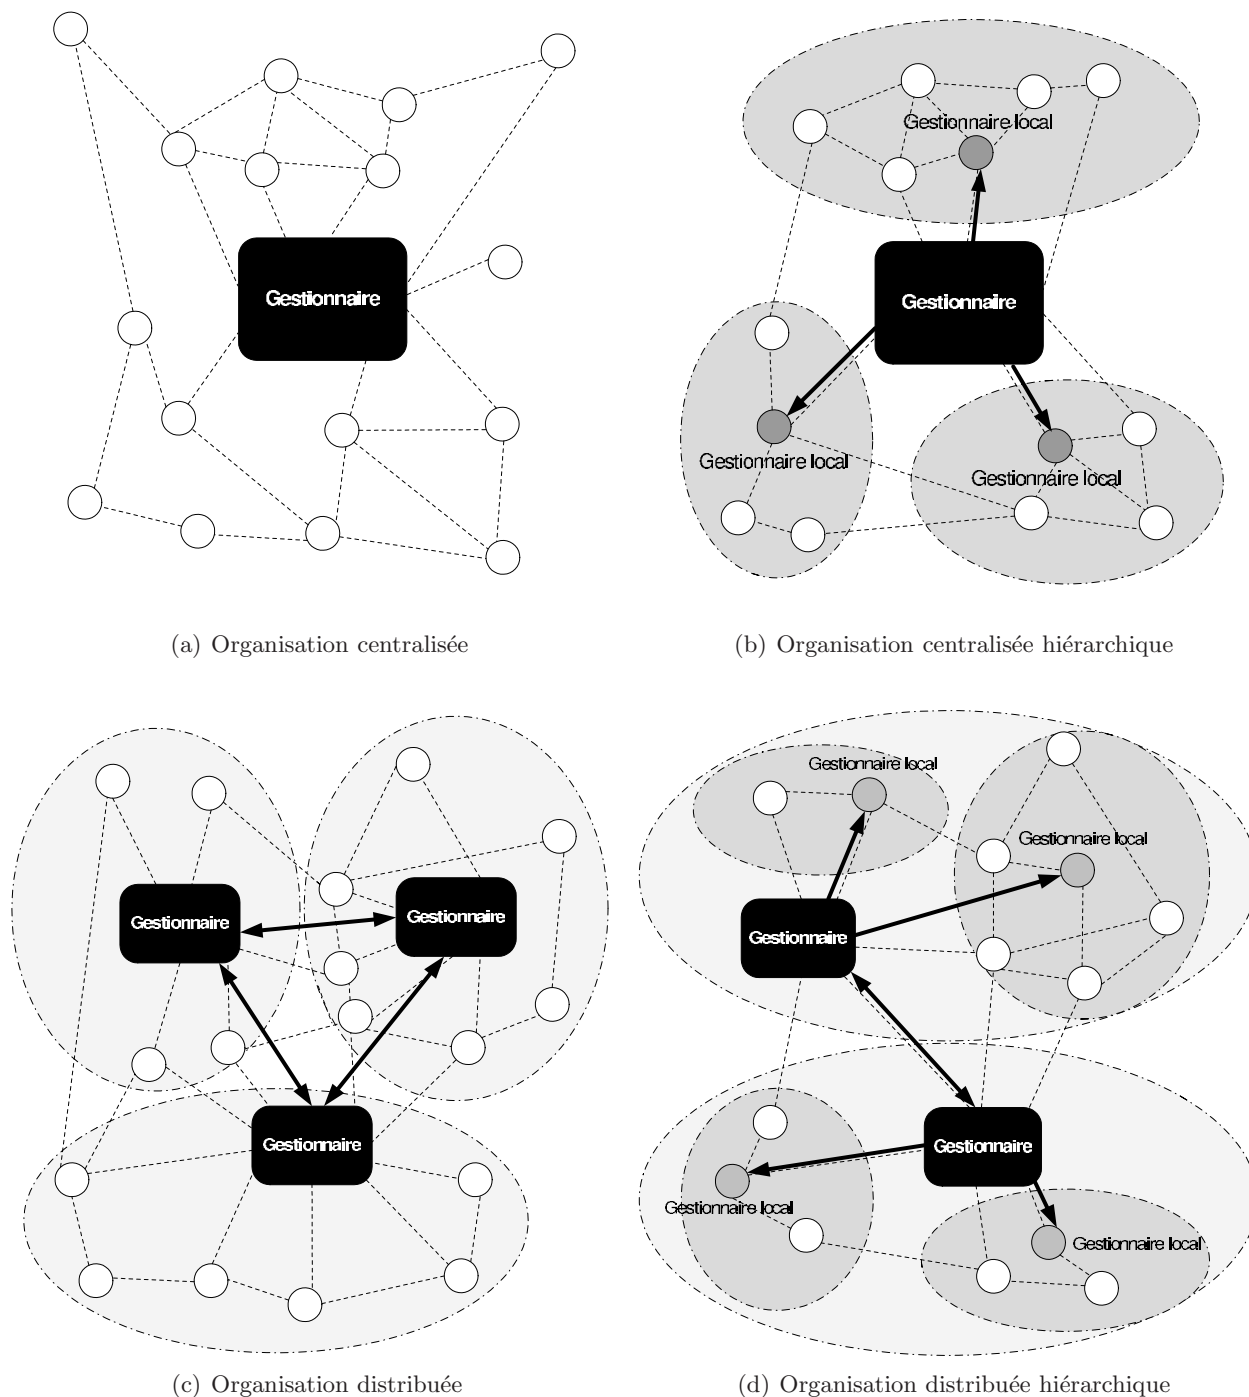 Gestionnaire
Gestionnaire local
Gestionnaire
Gestionnaire local
Gestionnaire local
(a) Organisation centralisée
(b) Organisation centralisée hiérarchique
Gestionnaire
Gestionnaire
Gestionnaire
Gestionnaire local
Gestionnaire local
Gestionnaire
Gestionnaire
Gestionnaire local
Gestionnaire local
(c) Organisation distribuée
(d) Organisation distribuée hiérarchique